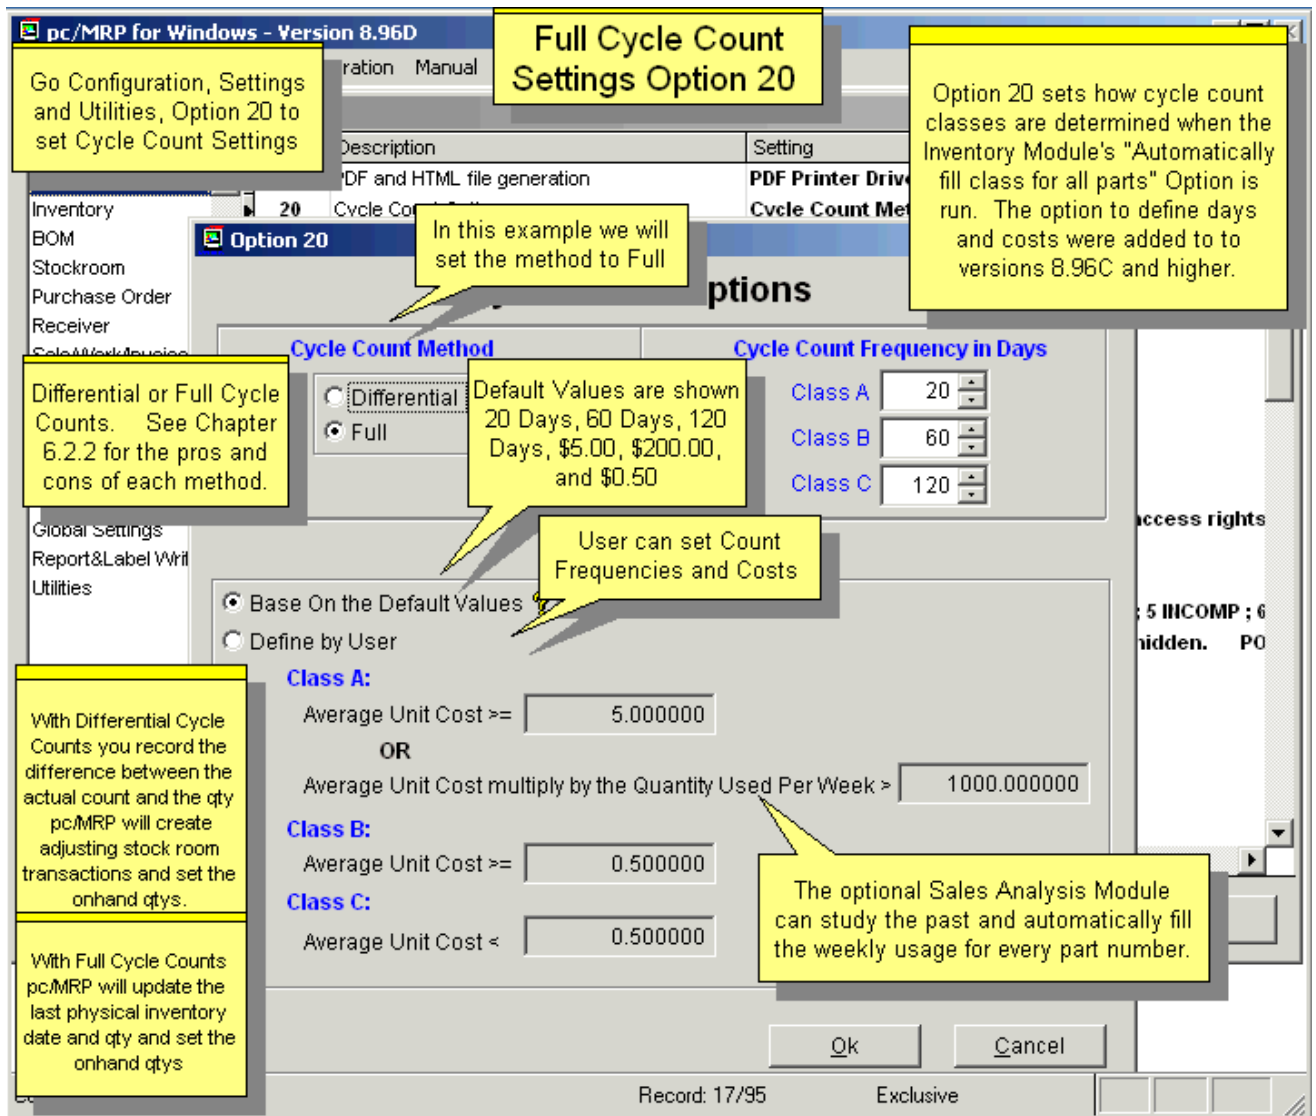 pc/MRP for Windows - Version 8.96D
Full Cycle Count
Settings Option 20
Go Configuration, Settings
and Utilities, Option 20 to
set Cycle Count Settings
ration Manual
Option 20 sets how cycle count
classes are determined when the
Inventory Module's "Automatically
fill class for all parts" Option is
run. The option to define days
and costs were added to to
versions 8.96C and higher.
Description Setting
PDF and HTML file generation PDF Printer Drive
20 Cycle Cou Cycle Count Met
Inventory
BOM
Stockroom
Purchase Order
Receiver
Option 20
In this example we will
set the method to Full
ptions
Cycle Count Method
Differential
Full
Cycle Count Frequency in Days
Class A 20
Class B 60
Class C 120
Differential or Full Cycle
Counts. See Chapter
6.2.2 for the pros and
cons of each method.
Default Values are shown
20 Days, 60 Days, 120
Days, $5.00, $200.00,
and $0.50
Global Settings
Report&Label Writ
Utilities
access rights
; 5 INCOMP ; 6
hidden. PO
User can set Count
Frequencies and Costs
Base On the Default Values ?
Define by User
Class A:
Average Unit Cost >= 5.000000
OR
Average Unit Cost multiply by the Quantity Used Per Week > 1000.000000
Class B:
Average Unit Cost >= 0.500000
Class C:
Average Unit Cost < 0.500000
With Differential Cycle
Counts you record the
difference between the
actual count and the qty
pc/MRP will create
adjusting stock room
transactions and set the
onhand qtys.
With Full Cycle Counts
pc/MRP will update the
last physical inventory
date and qty and set the
onhand qtys
The optional Sales Analysis Module
can study the past and automatically fill
the weekly usage for every part number.
Ok Cancel
Record: 17/95 Exclusive